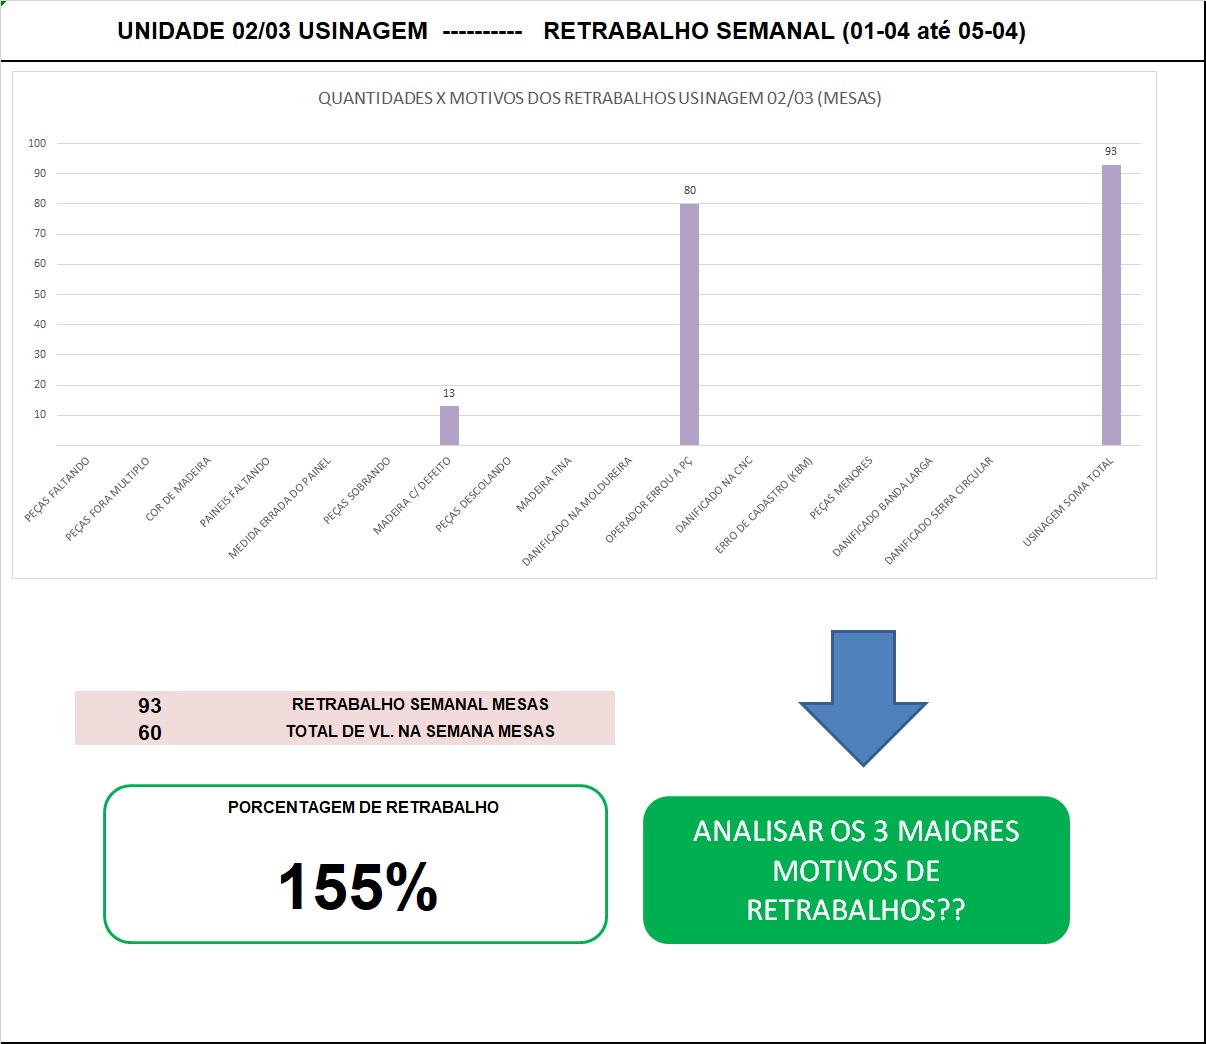 UNIDADE 02/03 USINAGEM ---------- RETRABALHO SEMANAL (01-04 até 05-04)
QUANTIDADES X MOTIVOS DOS RETRABALHOS USINAGEM 02/03 (MESAS)
100
90
80
70
60
50
40
30
20
10
13
80
93
PEÇAS FALTANDO
PEÇAS FORA MULTIPLO
COR DE MADEIRA
PAINEIS FALTANDO
MEDIDA ERRADA DO PAINEL
PEÇAS SOBRANDO
MADEIRA C/ DEFEITO
PEÇAS DESCOLANDO
MADEIRA FINA
DANIFICADO NA MOLDUREIRA
OPERADOR ERROU A PÇ
DANIFICADO NA CNC
ERRO DE CADASTRO (KBM)
PEÇAS MENORES
DANIFICADO BANDA LARGA
DANIFICADO SERRA CIRCULAR
USINAGEM SOMA TOTAL
93 RETRABALHO SEMANAL MESAS
60 TOTAL DE VL. NA SEMANA MESAS
PORCENTAGEM DE RETRABALHO
155%
ANALISAR OS 3 MAIORES
MOTIVOS DE
RETRABALHOS??